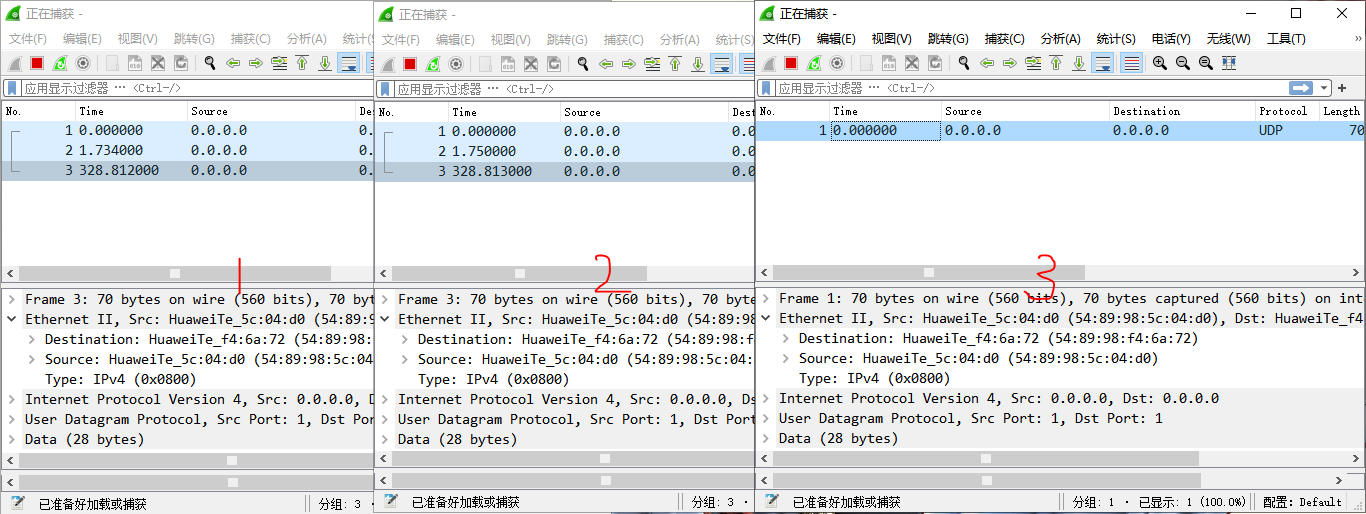 正在捕获 -
文件(F) 编辑(E) 视图(V) 跳转(G) 捕获(C) 分析(A) 统计(S)
应用显示过滤器 … <Ctrl-/>
No. Time Source Des
1 0.000000 0.0.0.0 0.
2 1.734000 0.0.0.0 0.
3 328.812000 0.0.0.0 0.
1
Frame 3: 70 bytes on wire (560 bits), 70 byte
Ethernet II, Src: HuaweiTe_5c:04:d0 (54:89:98
Destination: HuaweiTe_f4:6a:72 (54:89:98:f
Source: HuaweiTe_5c:04:d0 (54:89:98:5c:04
Type: IPv4 (0x0800)
Internet Protocol Version 4, Src: 0.0.0.0, D
User Datagram Protocol, Src Port: 1, Dst Por
Data (28 bytes)
已准备好加载或捕获 分组: 3 ·
正在捕获 -
文件(F) 编辑(E) 视图(V) 跳转(G) 捕获(C) 分析(A) 统计(S)
应用显示过滤器 … <Ctrl-/>
No. Time Source Dest
1 0.000000 0.0.0.0 0.0
2 1.750000 0.0.0.0 0.0
3 328.813000 0.0.0.0 0.0
2
Frame 3: 70 bytes on wire (560 bits), 70 byte
Ethernet II, Src: HuaweiTe_5c:04:d0 (54:89:98
Destination: HuaweiTe_f4:6a:72 (54:89:98:f
Source: HuaweiTe_5c:04:d0 (54:89:98:5c:04
Type: IPv4 (0x0800)
Internet Protocol Version 4, Src: 0.0.0.0, Ds
User Datagram Protocol, Src Port: 1, Dst Port
Data (28 bytes)
已准备好加载或捕获 分组: 3 ·
正在捕获 -
文件(F) 编辑(E) 视图(V) 跳转(G) 捕获(C) 分析(A) 统计(S) 电话(Y) 无线(W) 工具(T) »
应用显示过滤器 … <Ctrl-/>
No. Time Source Destination Protocol Length
1 0.000000 0.0.0.0 0.0.0.0 UDP 70
3
Frame 1: 70 bytes on wire (560 bits), 70 bytes captured (560 bits) on int
Ethernet II, Src: HuaweiTe_5c:04:d0 (54:89:98:5c:04:d0), Dst: HuaweiTe_f4
Destination: HuaweiTe_f4:6a:72 (54:89:98:f4:6a:72)
Source: HuaweiTe_5c:04:d0 (54:89:98:5c:04:d0)
Type: IPv4 (0x0800)
Internet Protocol Version 4, Src: 0.0.0.0, Dst: 0.0.0.0
User Datagram Protocol, Src Port: 1, Dst Port: 1
Data (28 bytes)
已准备好加载或捕获 分组: 1 · 已显示: 1 (100.0%) 配置: Default